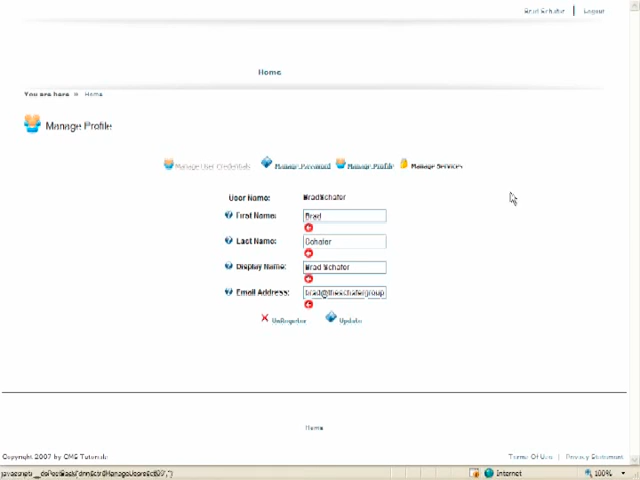 Brad Schafer | Logout
Home
You are here » Home
Manage Profile
Manage User Credentials Manage Password Manage Profile Manage Services
User Name: BradSchafer
First Name: Brad
Last Name: Schafer
Display Name: Brad Schafer
Email Address: brad@theschafergroup
UnRegister Update
Home
Copyright 2007 by CMS Tutorials
Terms Of Use | Privacy Statement
Internet 100%